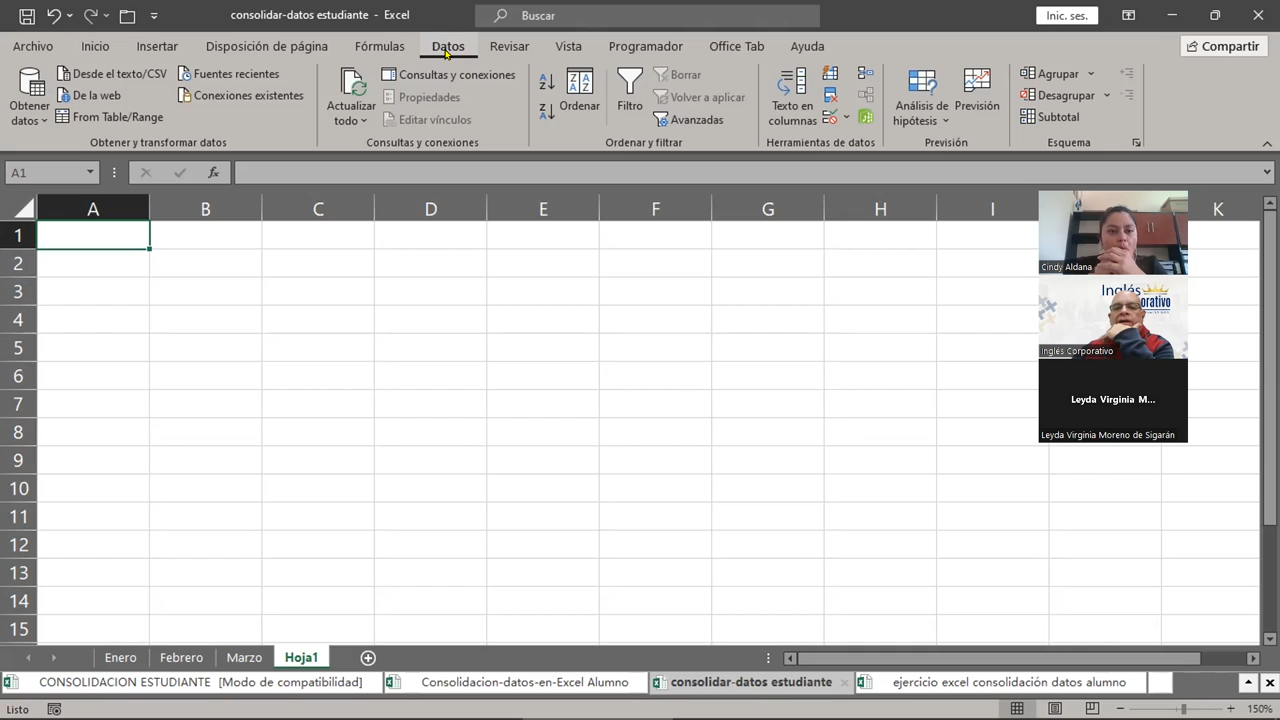 consolidar-datos estudiante - Excel
Buscar
Inic. ses.
Archivo
Inicio
Insertar
Disposición de página
Fórmulas
Datos
Revisar
Vista
Programador
Office Tab
Ayuda
Compartir
Obtener datos
Desde el texto/CSV
De la web
From Table/Range
Fuentes recientes
Conexiones existentes
Obtener y transformar datos
Actualizar todo
Consultas y conexiones
Propiedades
Editar vínculos
Consultas y conexiones
Ordenar
Filtro
Borrar
Volver a aplicar
Avanzadas
Ordenar y filtrar
Texto en columnas
Herramientas de datos
Análisis de hipótesis
Previsión
Previsión
Agrupar
Desagrupar
Subtotal
Esquema
A1
fx
A B C D E F G H I K
1
2
3
4
5
6
7
8
9
10
11
12
13
14
15
Cindy Aldana
Inglés
orativo
Inglés Corporativo
Leyda Virginia M...
Leyda Virginia Moreno de Sigarán
Enero
Febrero
Marzo
Hoja1
CONSOLIDACION ESTUDIANTE [Modo de compatibilidad]
Consolidacion-datos-en-Excel Alumno
consolidar-datos estudiante
ejercicio excel consolidación datos alumno
Listo
150%